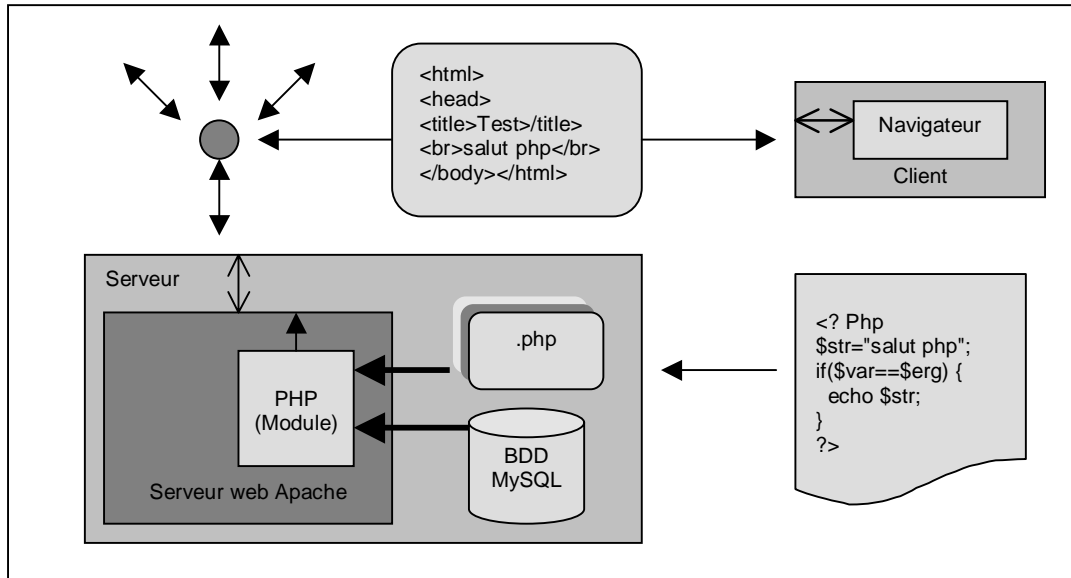 <html>
<head>
<title>Test>/title>
<br>salut php</br>
</body></html>
Navigateur
Client
Serveur
.php
PHP
(Module)
BDD
MySQL
Serveur web Apache
<? Php
$str="salut php";
if($var==$erg) {
echo $str;
}
?>